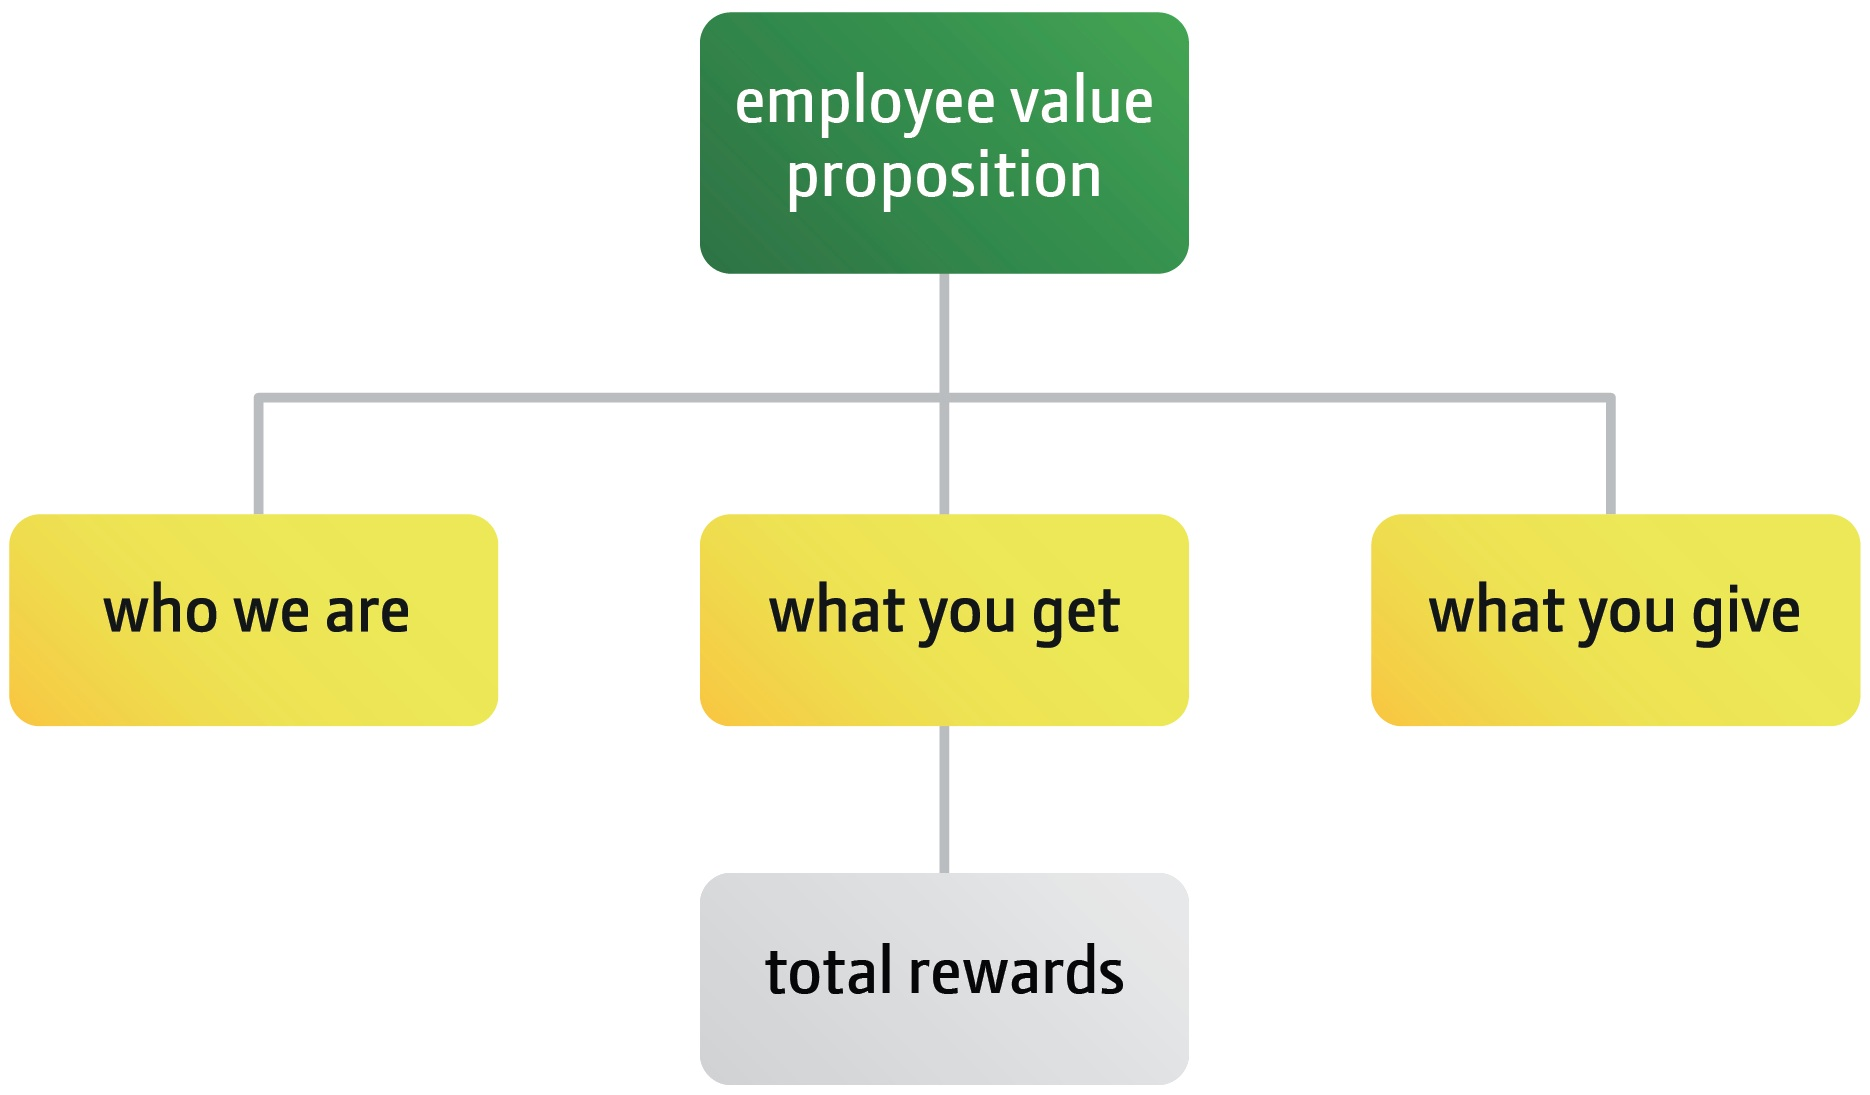 employee value
proposition
who we are
what you get
what you give
total rewards